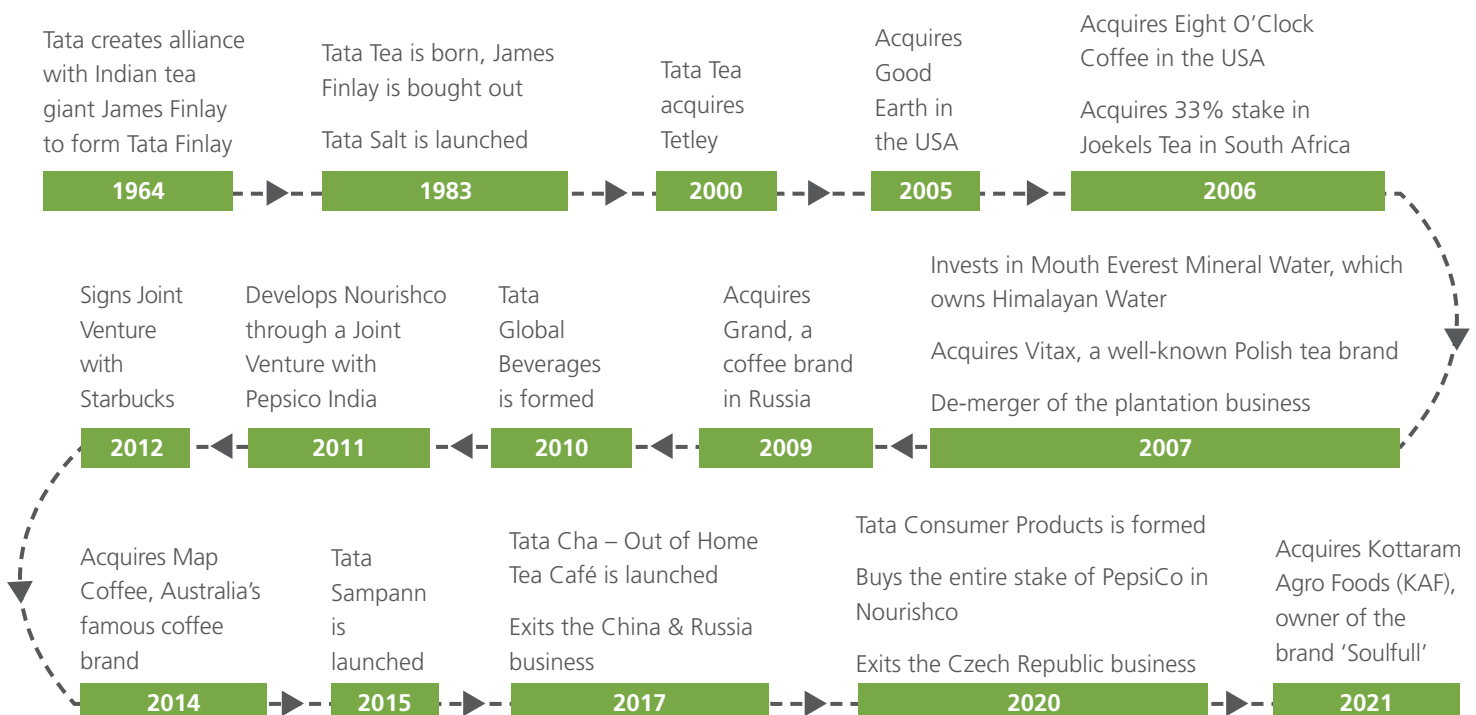 Tata creates alliance
with Indian tea
giant James Finlay
to form Tata Finlay
1964
Tata Tea is born, James
Finlay is bought out
Tata Salt is launched
1983
Tata Tea
acquires
Tetley
2000
Acquires
Good
Earth in
the USA
2005
Acquires Eight O’Clock
Coffee in the USA
Acquires 33% stake in
Joekels Tea in South Africa
2006
Invests in Mouth Everest Mineral Water, which
owns Himalayan Water
Acquires Vitax, a well-known Polish tea brand
De-merger of the plantation business
2007
Acquires
Grand, a
coffee brand
in Russia
2009
Tata
Global
Beverages
is formed
2010
Develops Nourishco
through a Joint
Venture with
Pepsico India
2011
Signs Joint
Venture
with
Starbucks
2012
Acquires Map
Coffee, Australia’s
famous coffee
brand
2014
Tata
Sampann
is
launched
2015
Tata Cha – Out of Home
Tea Café is launched
Exits the China & Russia
business
2017
Tata Consumer Products is formed
Buys the entire stake of PepsiCo in
Nourishco
Exits the Czech Republic business
2020
Acquires Kottaram
Agro Foods (KAF),
owner of the
brand ‘Soulfull’
2021